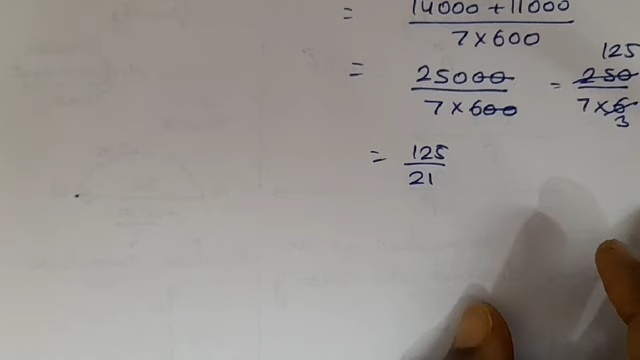 = 14000 + 11000 / 7 × 600
= 25000 / 7 × 600 = 125 250 / 7 × 6 3
= 125 / 21